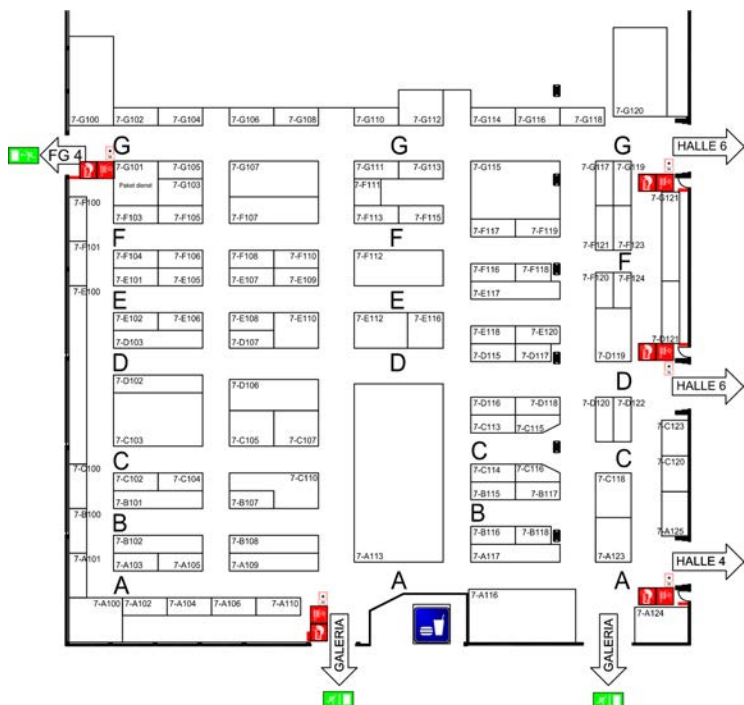 7-G100 7-G102 7-G104 7-G106 7-G108 7-G110 7-G112 7-G114 7-G116 7-G118 7-G120
G G G
FG 4
HALLE 6
7-G101 7-G105 7-G107 7-G111 7-G113 7-G115 7-G117 7-G119
Paket dienst 7-G103 7-F111
7-F100 7-G121
7-F103 7-F105 7-F107 7-F113 7-F115 7-F117 7-F119
F F F
7-F101 7-F121 7-F123
7-F104 7-F106 7-F108 7-F110 7-F112 7-F116 7-F118 7-F120 7-F124
7-E101 7-E105 7-E107 7-E109 7-E117
7-E100
E E
7-E102 7-E106 7-E108 7-E110 7-E112 7-E116 7-E118 7-E120
7-D103 7-D107 7-D115 7-D117 7-D119 7-D121
D D D
HALLE 6
7-D102 7-D106 7-D116 7-D118 7-D120 7-D122
7-C103 7-C105 7-C107 7-C113 7-C115 7-C123
C C C
7-C100 7-C102 7-C104 7-C110 7-C114 7-C116 7-C118 7-C120
7-B101 7-B107 7-B115 7-B117
7-B100
B B
7-B102 7-B108 7-B116 7-B118 7-A125
7-A101 7-A103 7-A105 7-A109 7-A113 7-A117 7-A123
HALLE 4
A A A
7-A100 7-A102 7-A104 7-A106 7-A110 7-A116 7-A124
GALERIA GALERIA